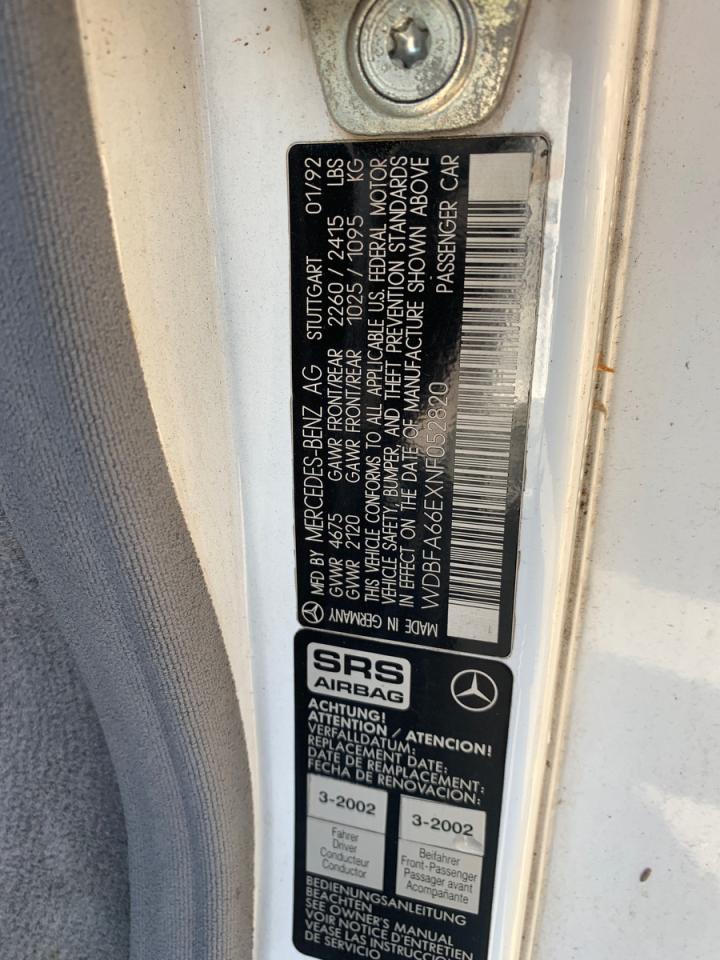 MFD BY MERCEDES-BENZ AG STUTTGART 01/92
GVWR 4675 GAWR FRONT/REAR 2260 / 2415 LBS
GVWR 2120 GAWR FRONT/REAR 1025 / 1095 KG
THIS VEHICLE CONFORMS TO ALL APPLICABLE U.S. FEDERAL MOTOR
VEHICLE SAFETY, BUMPER, AND THEFT PREVENTION STANDARDS
IN EFFECT ON THE DATE OF MANUFACTURE SHOWN ABOVE
WDBFA66EXNF052820 PASSENGER CAR
MADE IN GERMANY
SRS
AIRBAG
ACHTUNG!
ATTENTION / ATENCION!
VERFALLDATUM:
REPLACEMENT DATE:
DATE DE REMPLACEMENT:
FECHA DE RENOVACION:
3-2002
Fahrer
Driver
Conducteur
Conductor
3-2002
Beifahrer
Front-Passenger
Passager avant
Acompañante
BEDIENUNGSANLEITUNG
SEE OWNER'S MANUAL
VOIR NOTICE D'ENTRETIEN
VEASE LAS INSTRUCCION
DE SERVICIO